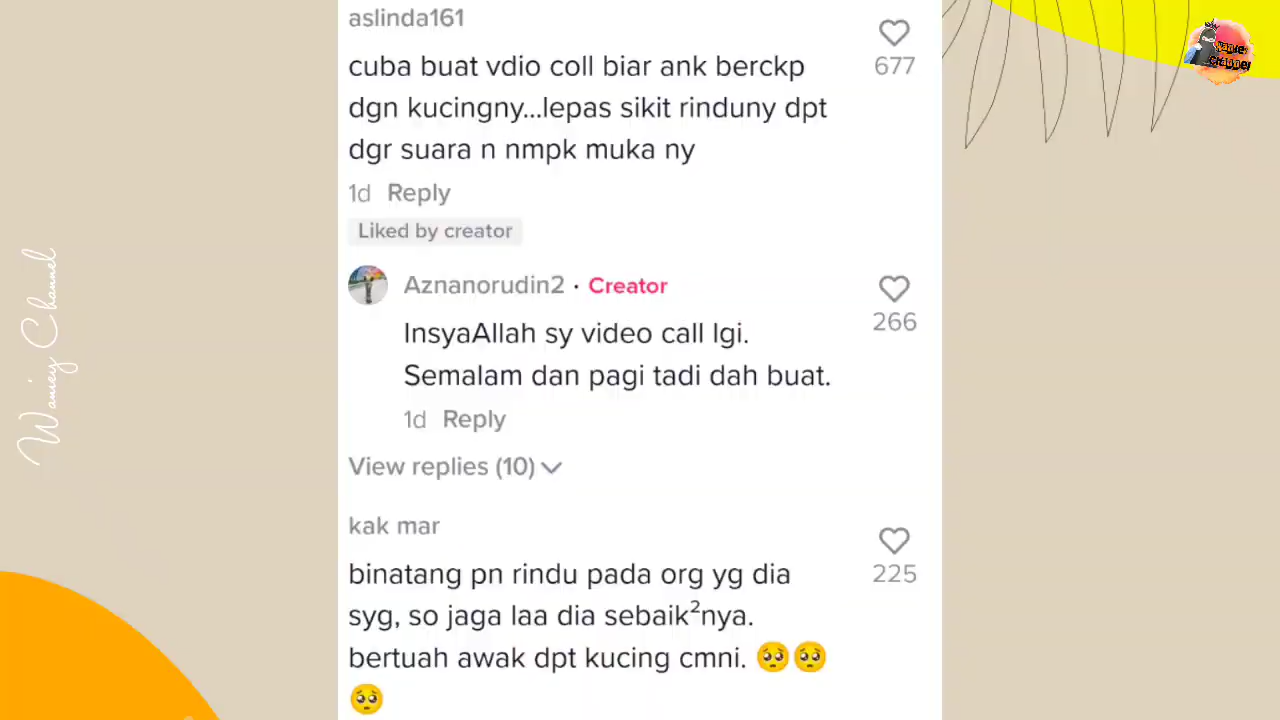 aslinda161
677
cuba buat vdio coll biar ank berckp
dgn kucingny...lepas sikit rinduny dpt
dgr suara n nmpk muka ny
1d Reply
Liked by creator
Aznanorudin2 · Creator
266
InsyaAllah sy video call lgi.
Semalam dan pagi tadi dah buat.
1d Reply
View replies (10)
kak mar
225
binatang pn rindu pada org yg dia
syg, so jaga laa dia sebaik²nya.
bertuah awak dpt kucing cmni. 🥺🥺
🥺
Waniey Channel